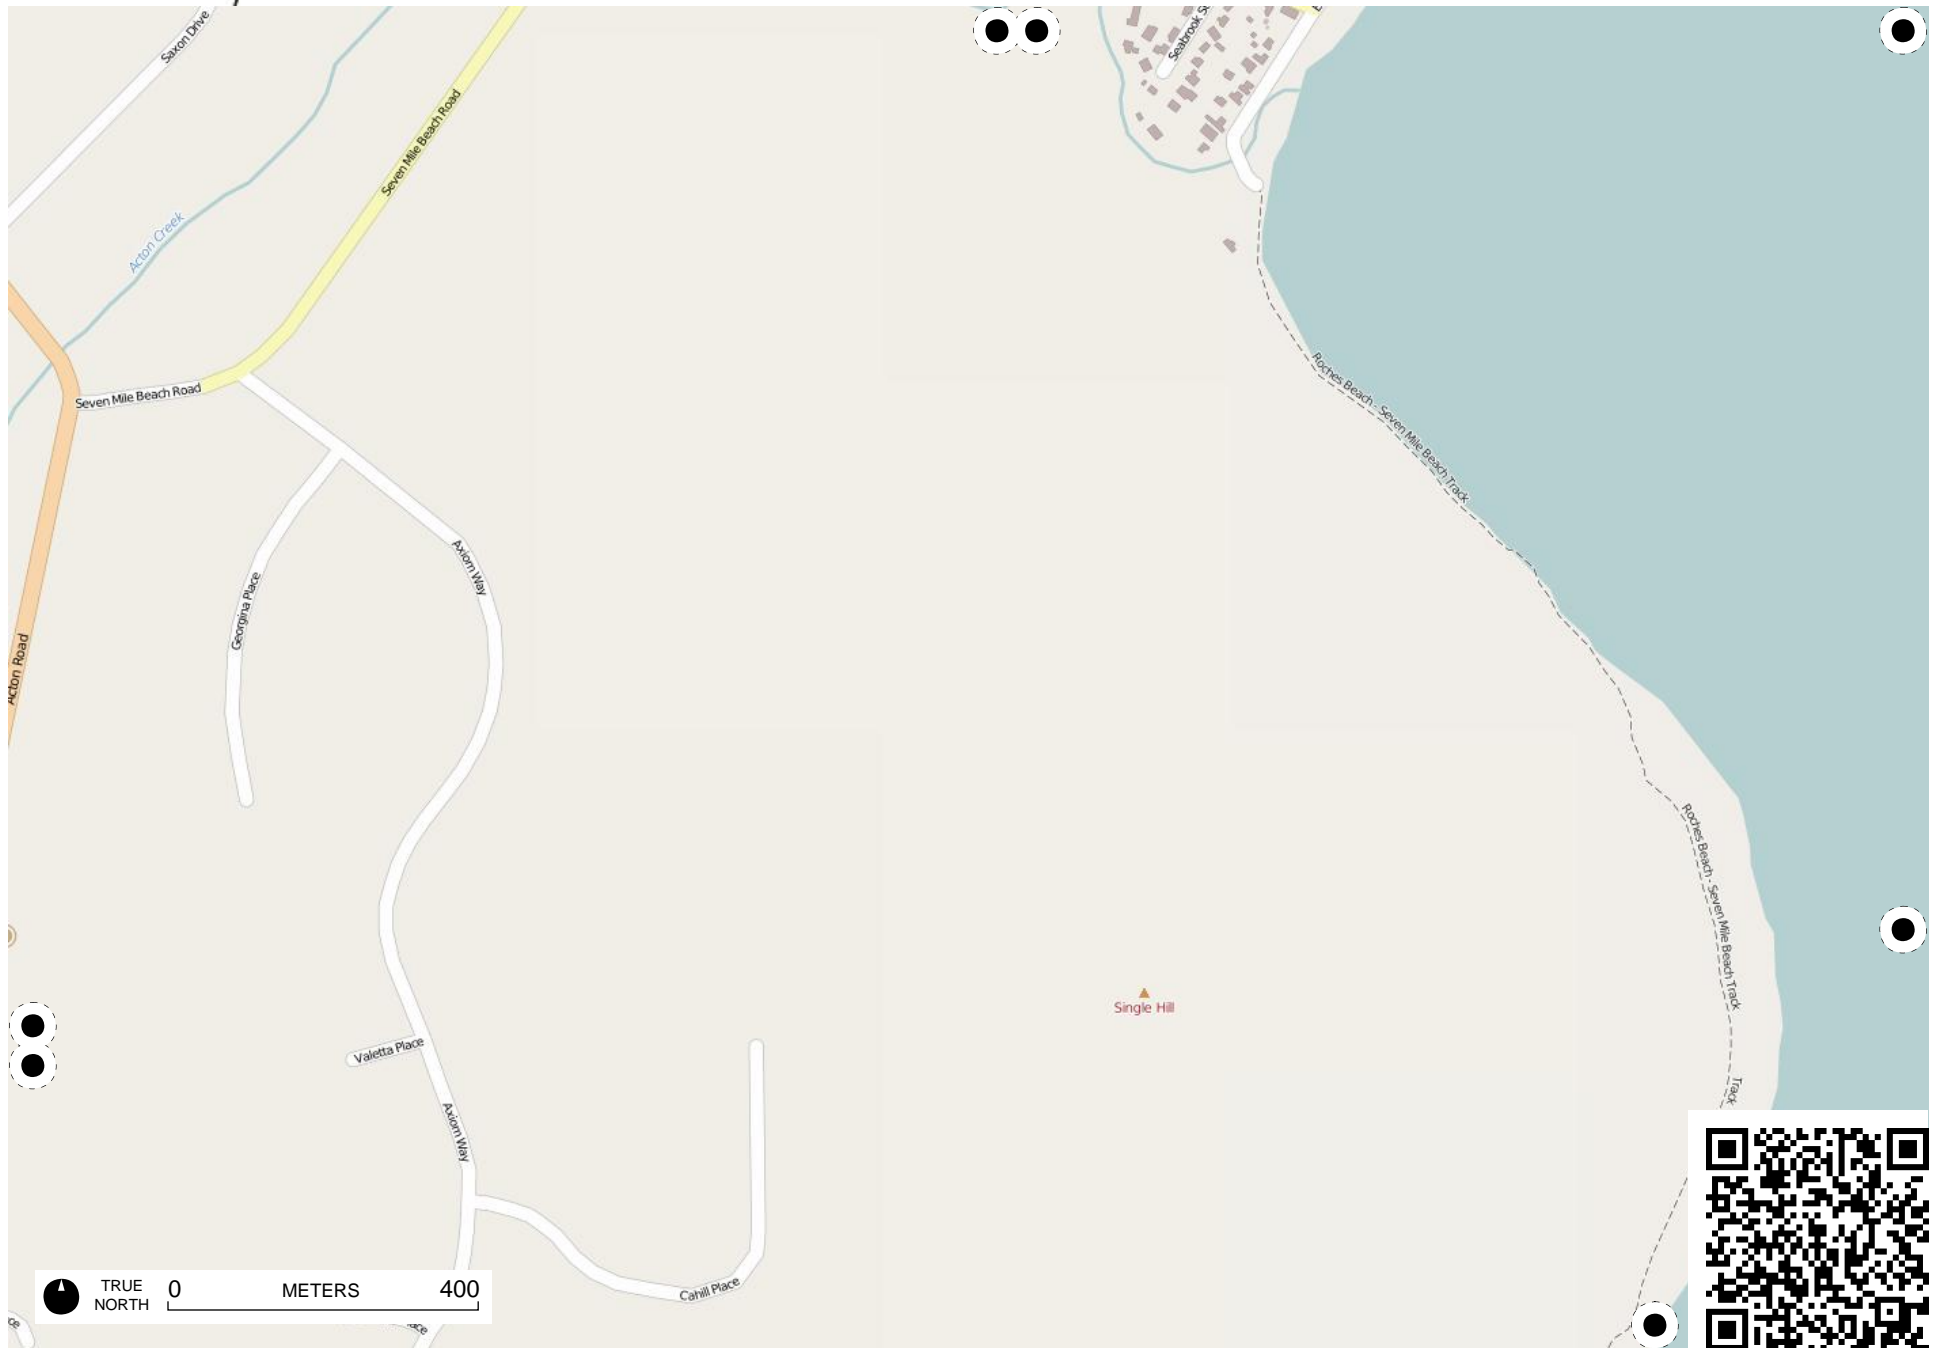 Saxon Drive
Seabrook
Seven Mile Beach Road
Acton Creek
Seven Mile Beach Road
Roches Beach - Seven Mile Beach Track
Axiom Way
Georgina Place
Acton Road
Roches Beach - Seven Mile Beach Track
Single Hill
Valetta Place
Track
Axiom Way
Cahill Place
TRUE
NORTH
0 METERS 400